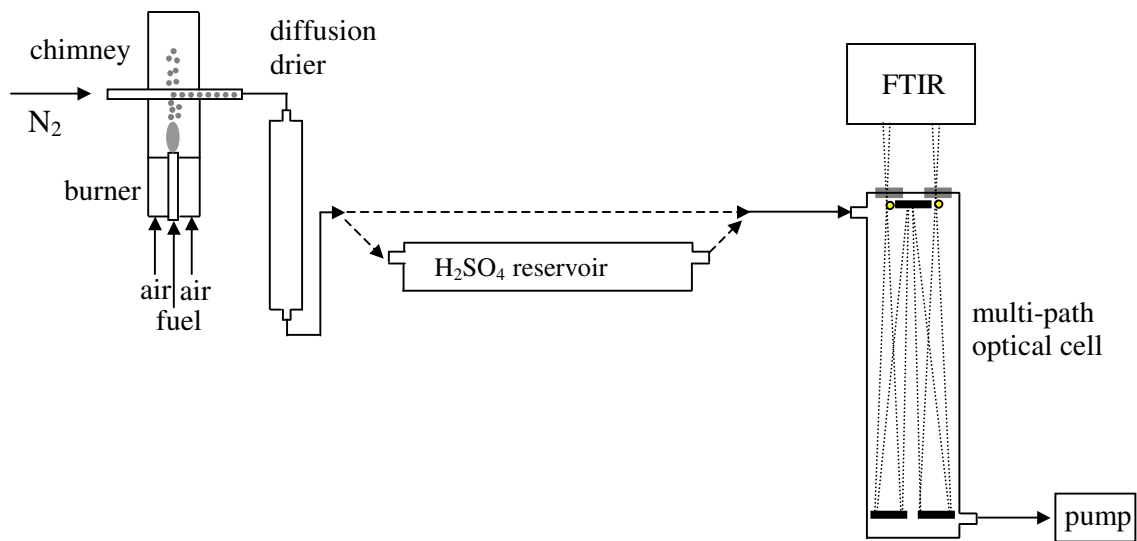 chimney
N₂
burner
air air
fuel
diffusion
drier
H₂SO₄ reservoir
FTIR
multi-path
optical cell
pump